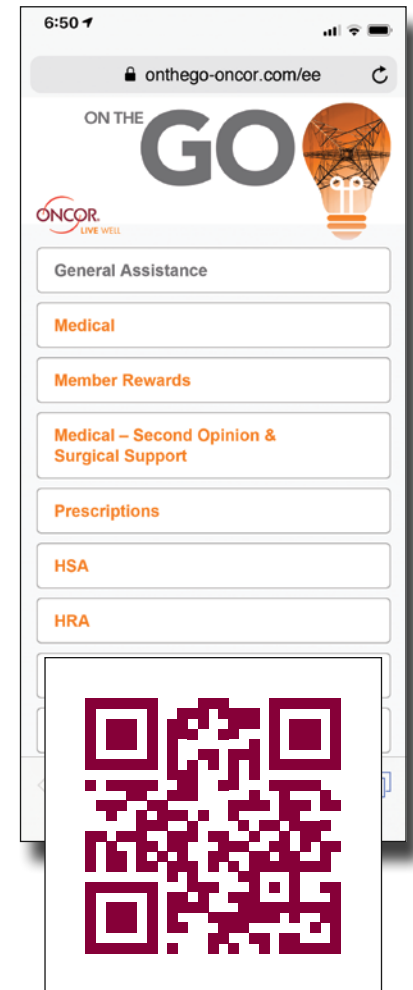 6:50
onthego-oncor.com/ee
ON THE
GO
ONCOR.
LIVE WELL
General Assistance
Medical
Member Rewards
Medical – Second Opinion &
Surgical Support
Prescriptions
HSA
HRA